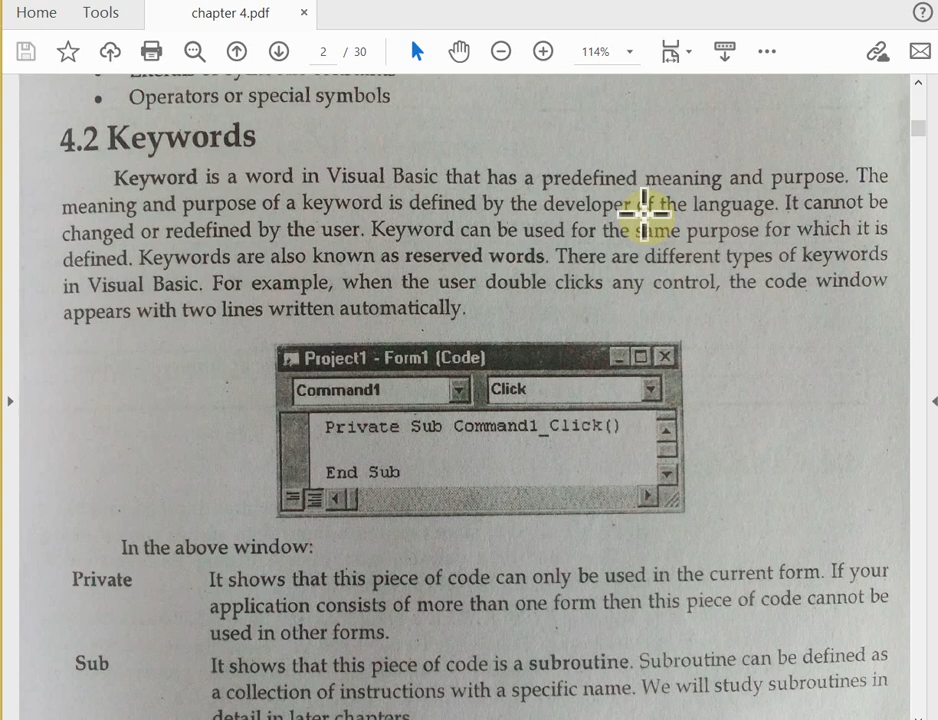 Home Tools chapter 4.pdf ×
2 / 30 114%
• Operators or special symbols
4.2 Keywords
Keyword is a word in Visual Basic that has a predefined meaning and purpose. The
meaning and purpose of a keyword is defined by the developer of the language. It cannot be
changed or redefined by the user. Keyword can be used for the same purpose for which it is
defined. Keywords are also known as reserved words. There are different types of keywords
in Visual Basic. For example, when the user double clicks any control, the code window
appears with two lines written automatically.
Project1 - Form1 (Code)
Command1 Click
Private Sub Command1_Click()
End Sub
In the above window:
Private It shows that this piece of code can only be used in the current form. If your
application consists of more than one form then this piece of code cannot be
used in other forms.
Sub It shows that this piece of code is a subroutine. Subroutine can be defined as
a collection of instructions with a specific name. We will study subroutines in
detail in later chapters